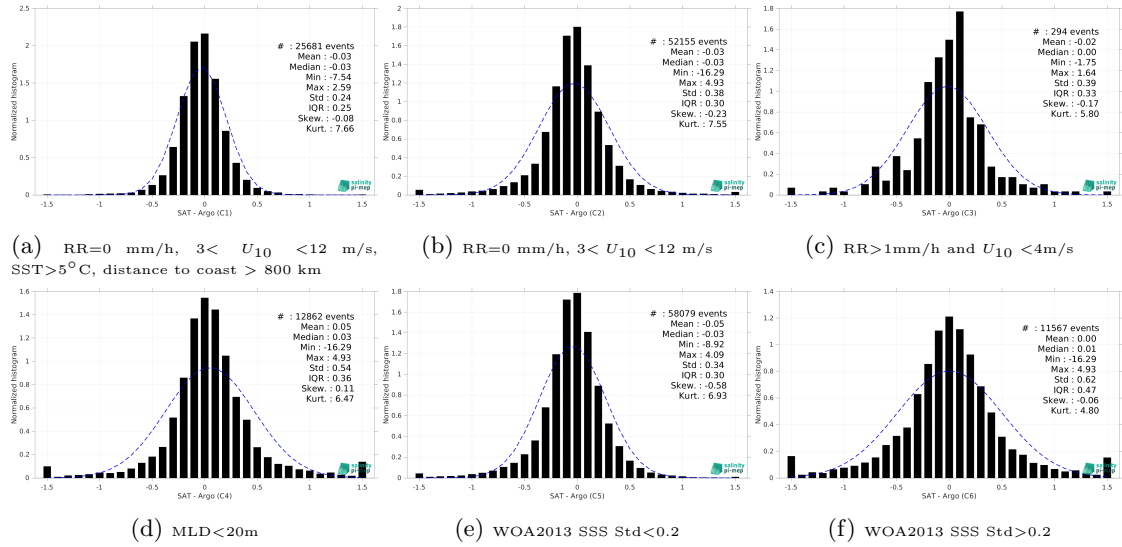 Normalized histogram
2.5
2
1.5
1
0.5
0
-1.5 -1 -0.5 0 0.5 1 1.5
SAT - Argo (C1)
# : 25681 events
Mean : -0.03
Median : -0.03
Min : -7.54
Max : 2.59
Std : 0.24
IQR : 0.25
Skew. : -0.08
Kurt. : 7.66
salinity
pi-mep
(a) RR=0 mm/h, 3< U10 <12 m/s,
SST>5°C, distance to coast > 800 km
Normalized histogram
2
1.8
1.6
1.4
1.2
1
0.8
0.6
0.4
0.2
0
-1.5 -1 -0.5 0 0.5 1 1.5
SAT - Argo (C2)
# : 52155 events
Mean : -0.03
Median : -0.03
Min : -16.29
Max : 4.93
Std : 0.38
IQR : 0.30
Skew. : -0.23
Kurt. : 7.55
salinity
pi-mep
(b) RR=0 mm/h, 3< U10 <12 m/s
Normalized histogram
1.8
1.6
1.4
1.2
1
0.8
0.6
0.4
0.2
0
-1.5 -1 -0.5 0 0.5 1 1.5
SAT - Argo (C3)
# : 294 events
Mean : -0.02
Median : 0.00
Min : -1.75
Max : 1.64
Std : 0.39
IQR : 0.33
Skew. : -0.17
Kurt. : 5.80
salinity
pi-mep
(c) RR>1mm/h and U10 <4m/s
Normalized histogram
1.6
1.4
1.2
1
0.8
0.6
0.4
0.2
0
-1.5 -1 -0.5 0 0.5 1 1.5
SAT - Argo (C4)
# : 12862 events
Mean : 0.05
Median : 0.03
Min : -16.29
Max : 4.93
Std : 0.54
IQR : 0.36
Skew. : 0.11
Kurt. : 6.47
salinity
pi-mep
(d) MLD<20m
Normalized histogram
1.8
1.6
1.4
1.2
1
0.8
0.6
0.4
0.2
0
-1.5 -1 -0.5 0 0.5 1 1.5
SAT - Argo (C5)
# : 58079 events
Mean : -0.05
Median : -0.03
Min : -8.92
Max : 4.09
Std : 0.34
IQR : 0.30
Skew. : -0.58
Kurt. : 6.93
salinity
pi-mep
(e) WOA2013 SSS Std<0.2
Normalized histogram
1.4
1.2
1
0.8
0.6
0.4
0.2
0
-1.5 -1 -0.5 0 0.5 1 1.5
SAT - Argo (C6)
# : 11567 events
Mean : 0.00
Median : 0.01
Min : -16.29
Max : 4.93
Std : 0.62
IQR : 0.47
Skew. : -0.06
Kurt. : 4.80
salinity
pi-mep
(f) WOA2013 SSS Std>0.2